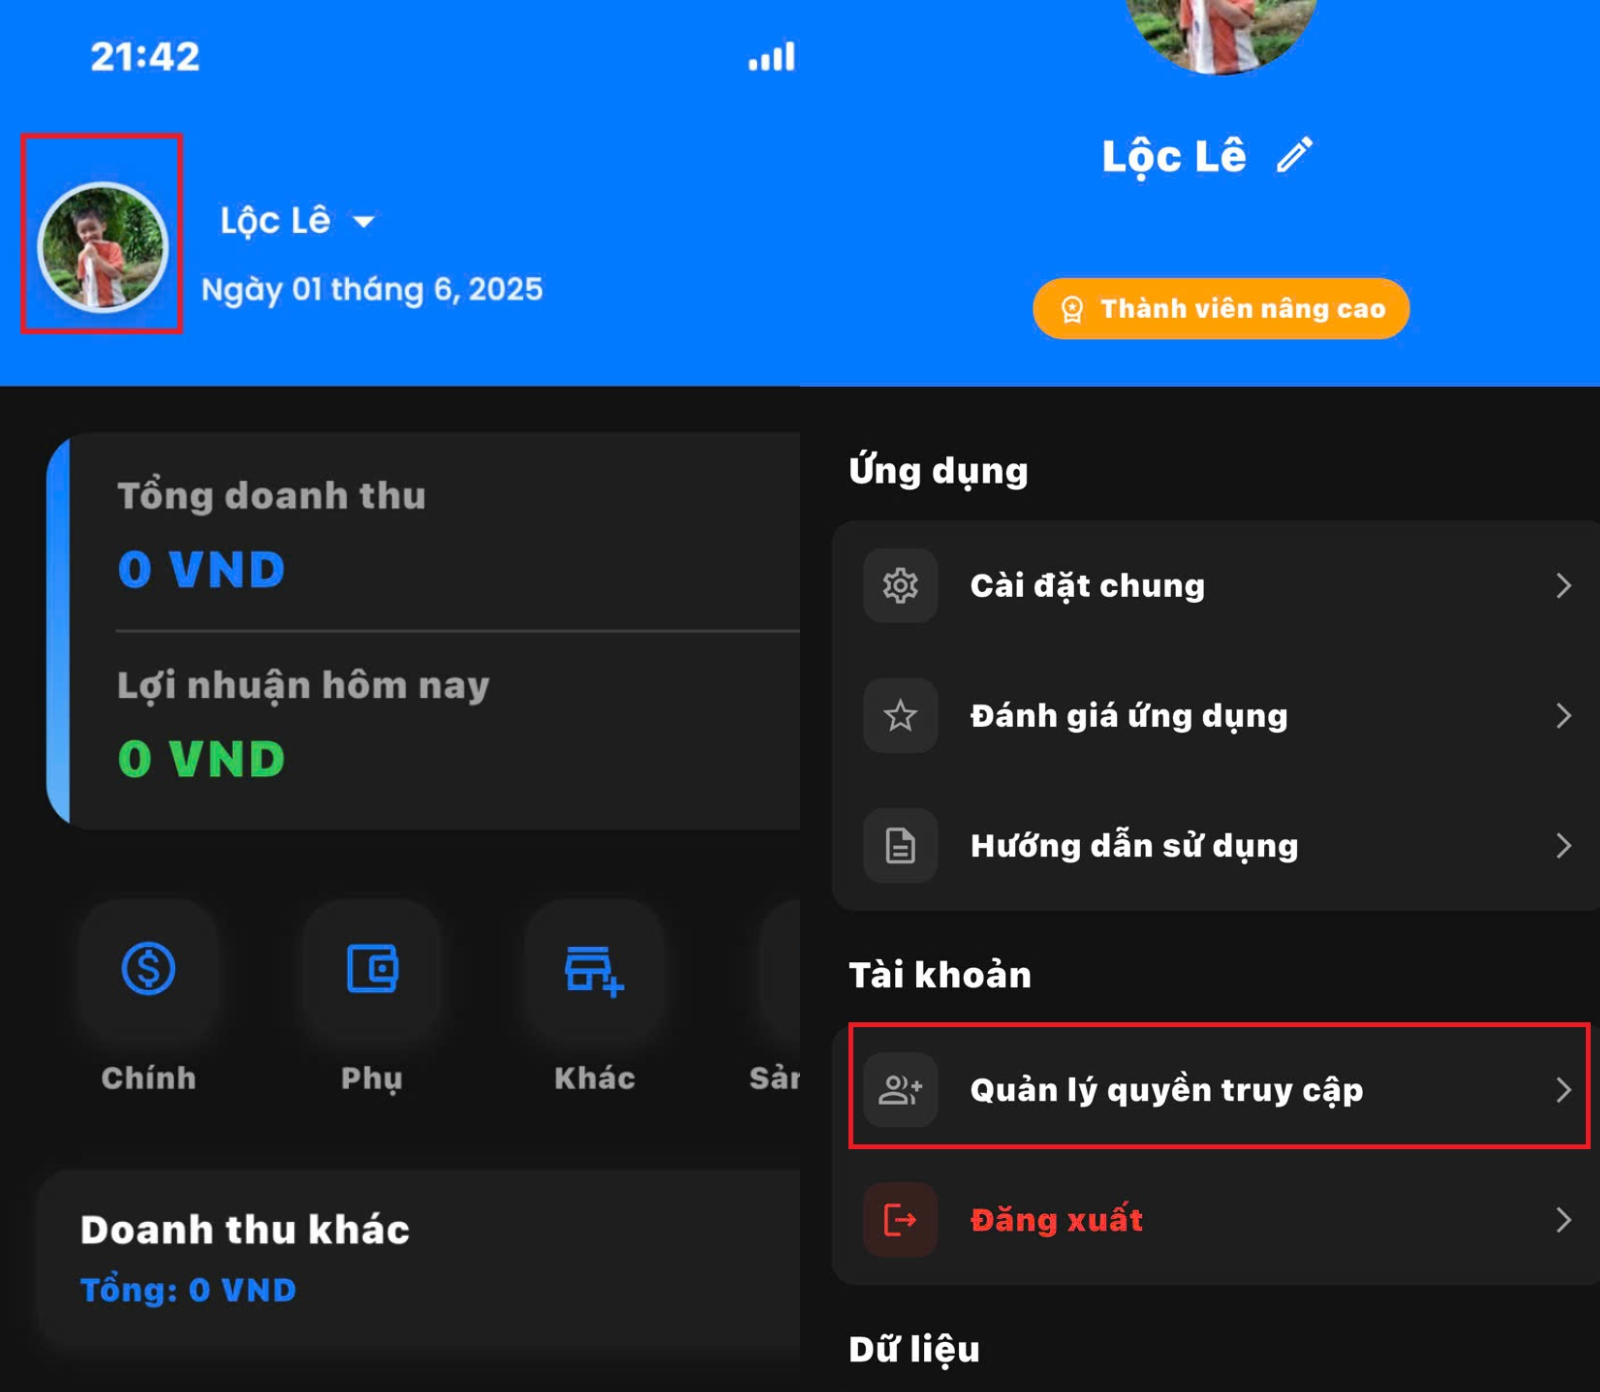 21:42
Lộc Lê
Ngày 01 tháng 6, 2025
Tổng doanh thu
0 VND
Lợi nhuận hôm nay
0 VND
Chính
Phụ
Khác
Sản
Doanh thu khác
Tổng: 0 VND
Lộc Lê
Thành viên nâng cao
Ứng dụng
Cài đặt chung
Đánh giá ứng dụng
Hướng dẫn sử dụng
Tài khoản
Quản lý quyền truy cập
Đăng xuất
Dữ liệu